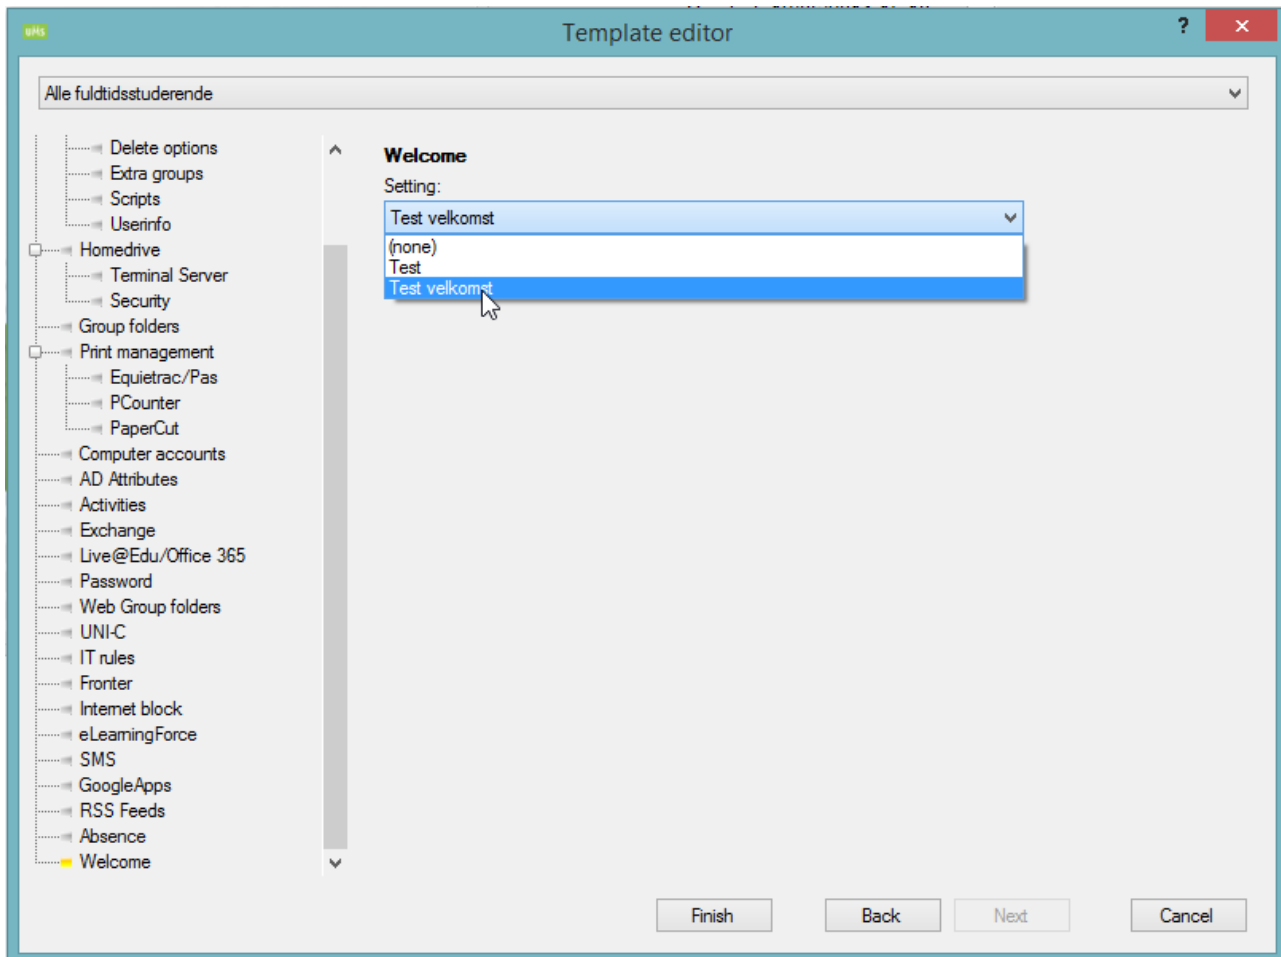 uMs
Template editor
?
Alle fuldtidsstuderende
Delete options
Extra groups
Scripts
Userinfo
Homedrive
Terminal Server
Security
Group folders
Print management
Equietrac/Pas
PCounter
PaperCut
Computer accounts
AD Attributes
Activities
Exchange
Live@Edu/Office 365
Password
Web Group folders
UNI-C
IT rules
Fronter
Internet block
eLearningForce
SMS
GoogleApps
RSS Feeds
Absence
Welcome
Welcome
Setting:
Test velkomst
(none)
Test
Test velkomst
Finish
Back
Next
Cancel